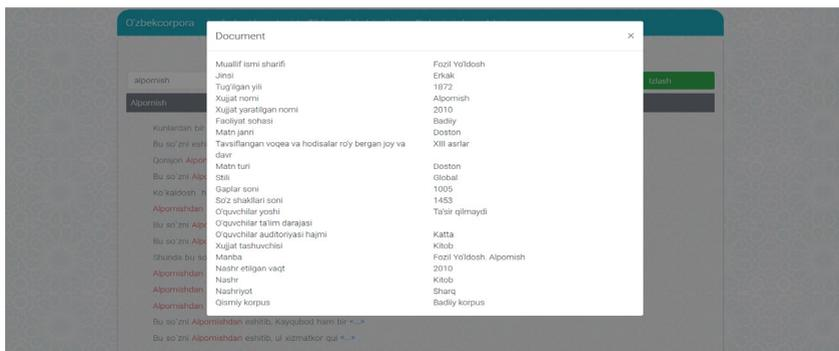 O'zbekcorpora
Document
×
Muallif ismi sharifi Fozil Yo'ldosh
Jinsi Erkak
Tug'ilgan yili 1872
Xujjat nomi Alpomish
Xujjat yaratilgan nomi 2010
Faoliyat sohasi Badiiy
Matn janri Doston
Tavsiflangan voqea va hodisalar ro'y bergan joy va XIII asrlar
davr
Matn turi Doston
Stili Global
Gaplar soni 1005
So'z shakllari soni 1453
O'quvchilar yoshi Ta'sir qilmaydi
O'quvchilar ta'lim darajasi
O'quvchilar auditoriyasi hajmi Katta
Xujjat tashuvchisi Kitob
Manba Fozil Yo'ldosh. Alpomish
Nashr etilgan vaqt 2010
Nashr Kitob
Nashriyot Sharq
Qismiy korpus Badiiy korpus
alpomish
Izlash
Alpomish
Kunlardan bir
Bu so`zni
Qorajon
Bu so`zni
Ko`kaldosh
Alpomishdan
Bu so`zni
Bu so`zni
Shunda bu so
Alpomishdan
Alpomishdan
Alpomishdan
Bu so`zni Alpomishdan eshitib, Kayqubod ham bir «...»
Bu so`zni Alpomishdan eshitib, ul xizmatkor qul «...»